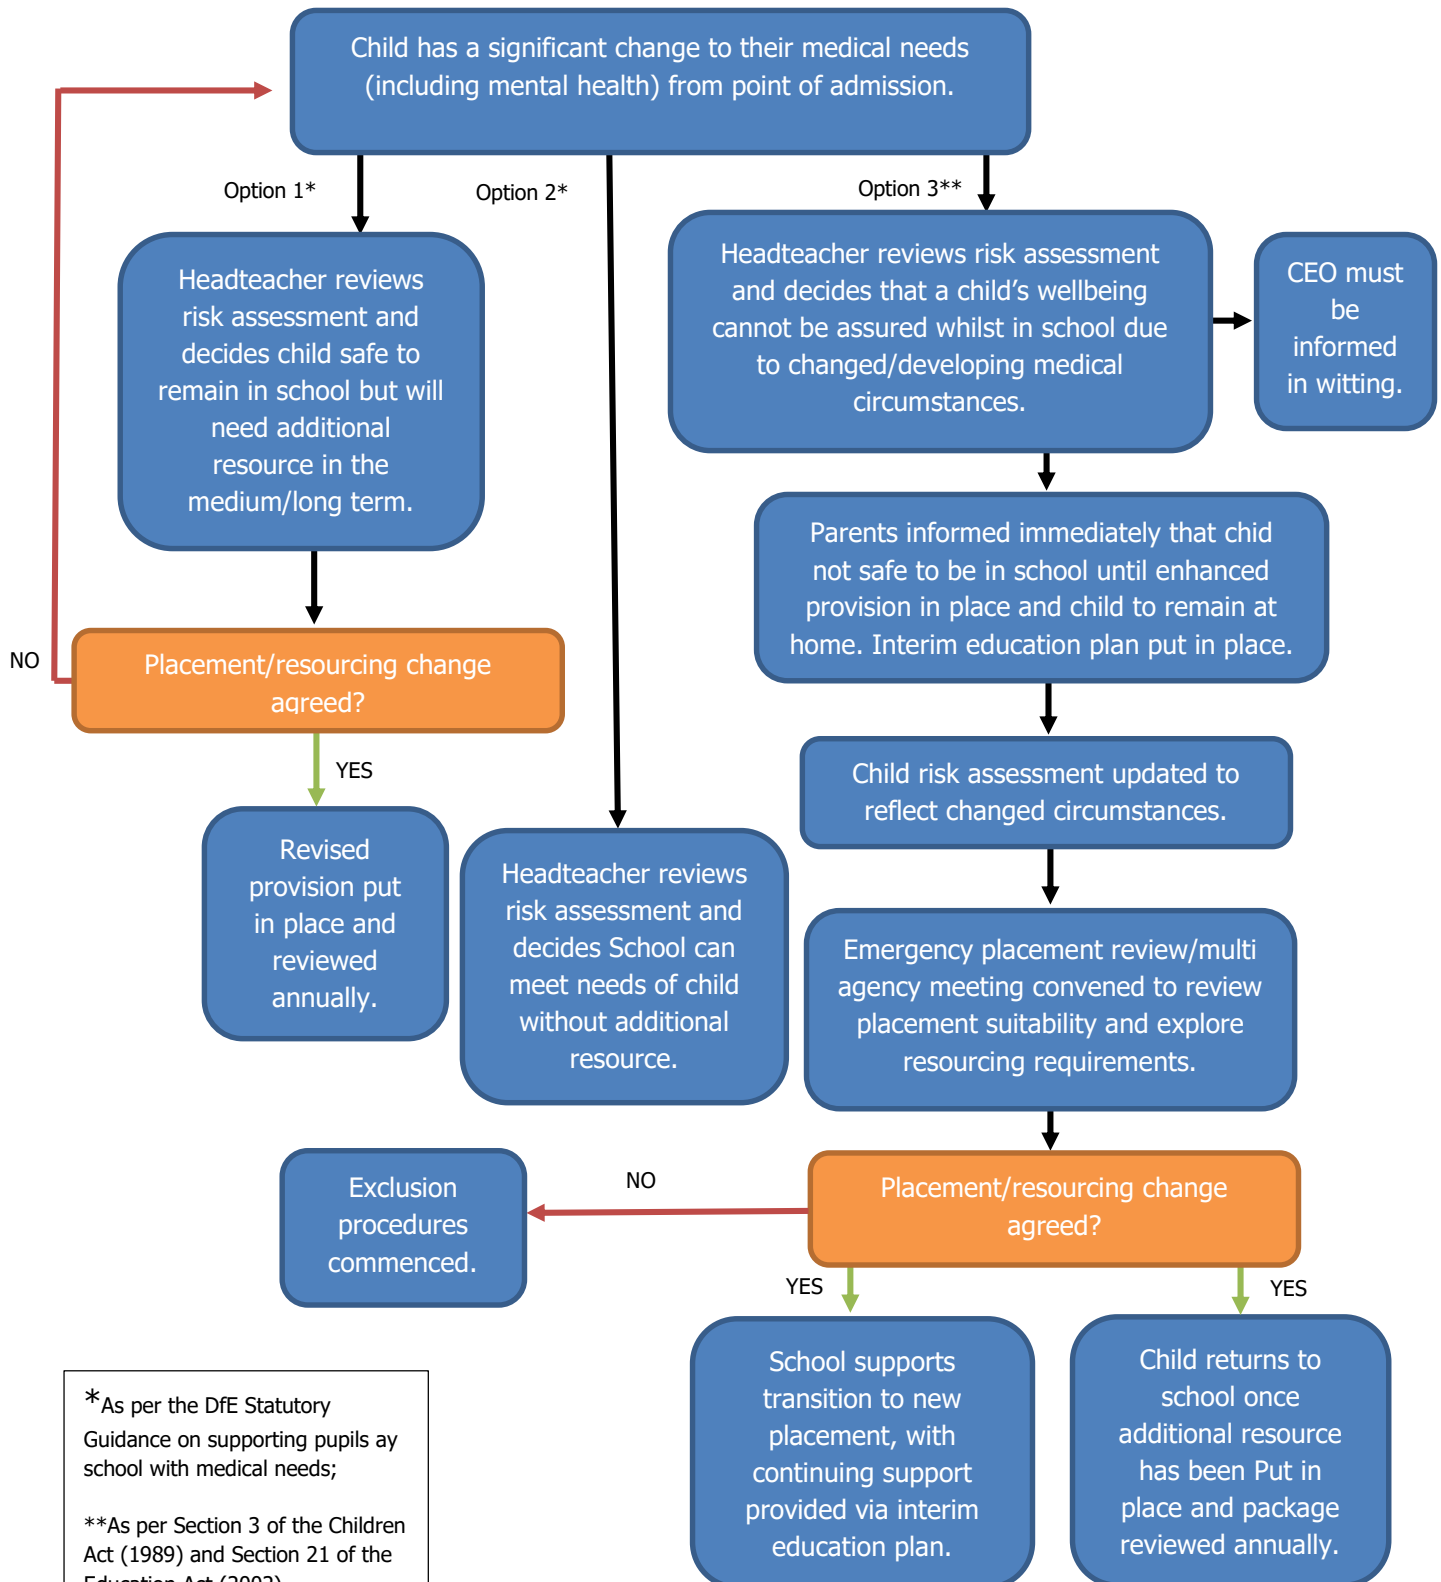 Child has a significant change to their medical needs
(including mental health) from point of admission.
Option 1*
Option 2*
Option 3**
Headteacher reviews
risk assessment and
decides child safe to
remain in school but will
need additional
resource in the
medium/long term.
Headteacher reviews risk assessment
and decides that a child’s wellbeing
cannot be assured whilst in school due
to changed/developing medical
circumstances.
CEO must
be
informed
in witting.
Parents informed immediately that chid
not safe to be in school until enhanced
provision in place and child to remain at
home. Interim education plan put in place.
NO
Placement/resourcing change
agreed?
YES
Child risk assessment updated to
reflect changed circumstances.
Revised
provision put
in place and
reviewed
annually.
Headteacher reviews
risk assessment and
decides School can
meet needs of child
without additional
resource.
Emergency placement review/multi
agency meeting convened to review
placement suitability and explore
resourcing requirements.
Exclusion
procedures
commenced.
NO
Placement/resourcing change
agreed?
YES
YES
School supports
transition to new
placement, with
continuing support
provided via interim
education plan.
Child returns to
school once
additional resource
has been Put in
place and package
reviewed annually.
*As per the DfE Statutory
Guidance on supporting pupils ay
school with medical needs;
**As per Section 3 of the Children
Act (1989) and Section 21 of the
Education Act (2002)